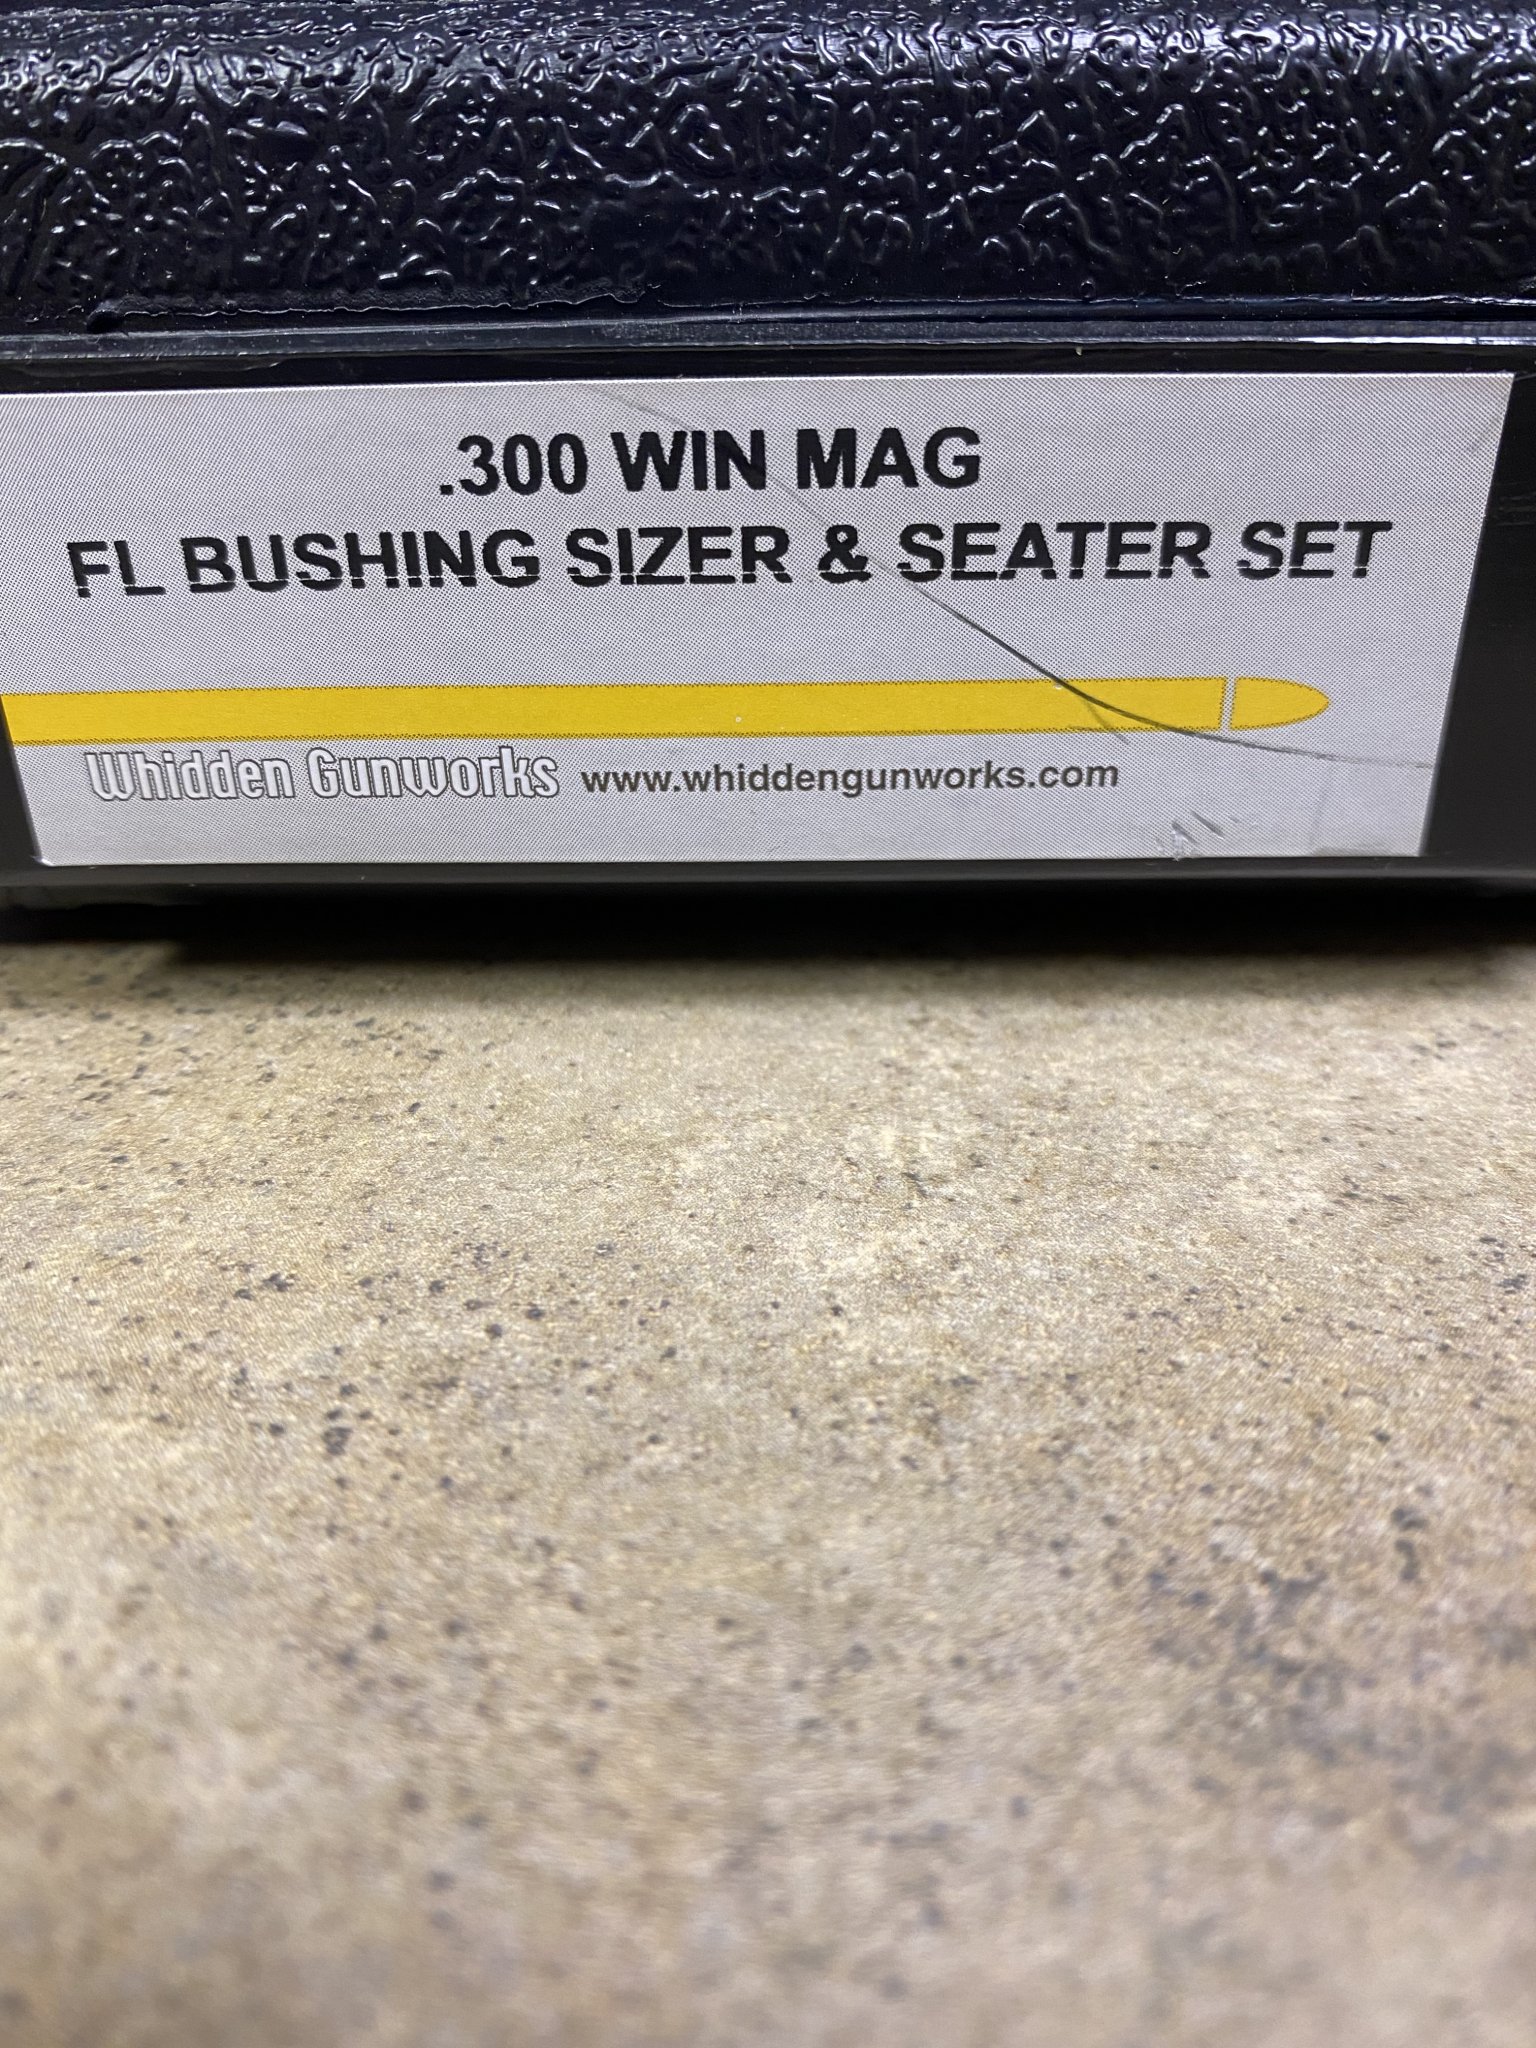 .300 WIN MAG
FL BUSHING SIZER & SEATER SET
Whidden Gunworks www.whiddengunworks.com